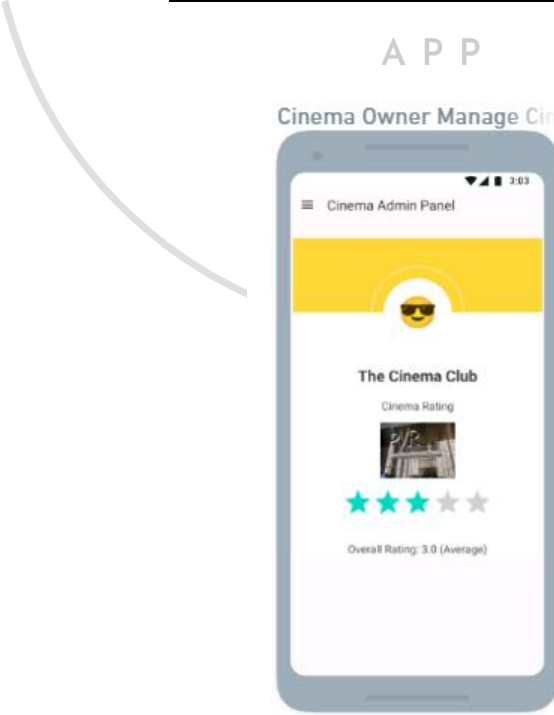 APP
Cinema Owner Manage
3:03
Cinema Admin Panel
The Cinema Club
Cinema Rating
PVR
Overall Rating: 3.0 (Average)